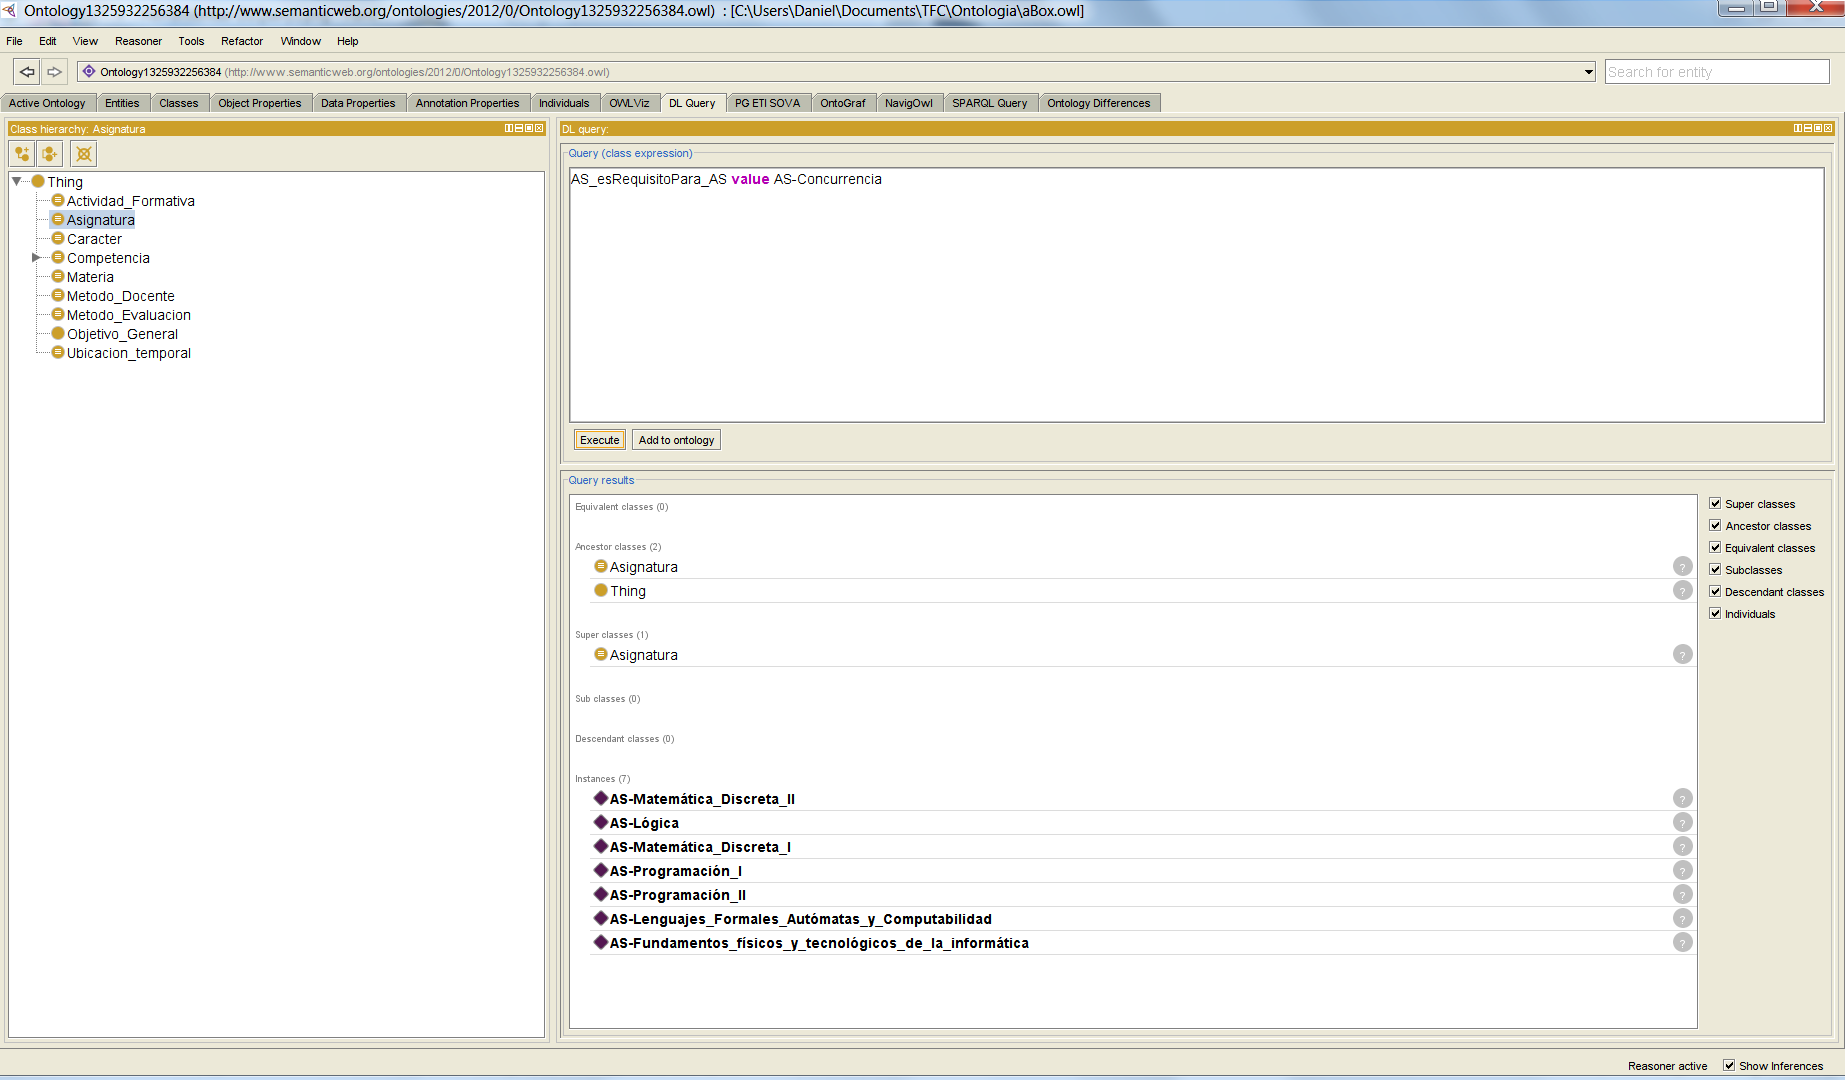 Ontology1325932256384 (http://www.semanticweb.org/ontologies/2012/0/Ontology1325932256384.owl) : [C:\Users\Daniel\Documents\TFC\Ontologia\aBox.owl]
File Edit View Reasoner Tools Refactor Window Help
Ontology1325932256384 (http://www.semanticweb.org/ontologies/2012/0/Ontology1325932256384.owl)
Search for entity
Active Ontology Entities Classes Object Properties Data Properties Annotation Properties Individuals OWLViz DL Query PG ETI SOVA OntoGraf NavigOwl SPARQL Query Ontology Differences
Class hierarchy: Asignatura
Thing
Actividad_Formativa
Asignatura
Caracter
Competencia
Materia
Metodo_Docente
Metodo_Evaluacion
Objetivo_General
Ubicacion_temporal
DL query:
Query (class expression)
AS_esRequisitoPara_AS value AS-Concurrencia
Execute Add to ontology
Query results
Equivalent classes (0)
Ancestor classes (2)
Asignatura ?
Thing ?
Super classes (1)
Asignatura ?
Sub classes (0)
Descendant classes (0)
Instances (7)
AS-Matemática_Discreta_II ?
AS-Lógica ?
AS-Matemática_Discreta_I ?
AS-Programación_I ?
AS-Programación_II ?
AS-Lenguajes_Formales_Autómatas_y_Computabilidad ?
AS-Fundamentos_físicos_y_tecnológicos_de_la_informática ?
Super classes
Ancestor classes
Equivalent classes
Subclasses
Descendant classes
Individuals
Reasoner active Show Inferences